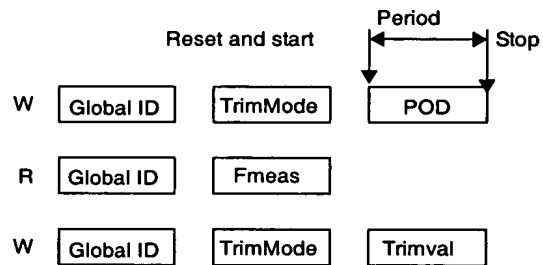 Period
Reset and start Stop
W Global ID TrimMode POD
R Global ID Fmeas
W Global ID TrimMode Trimval